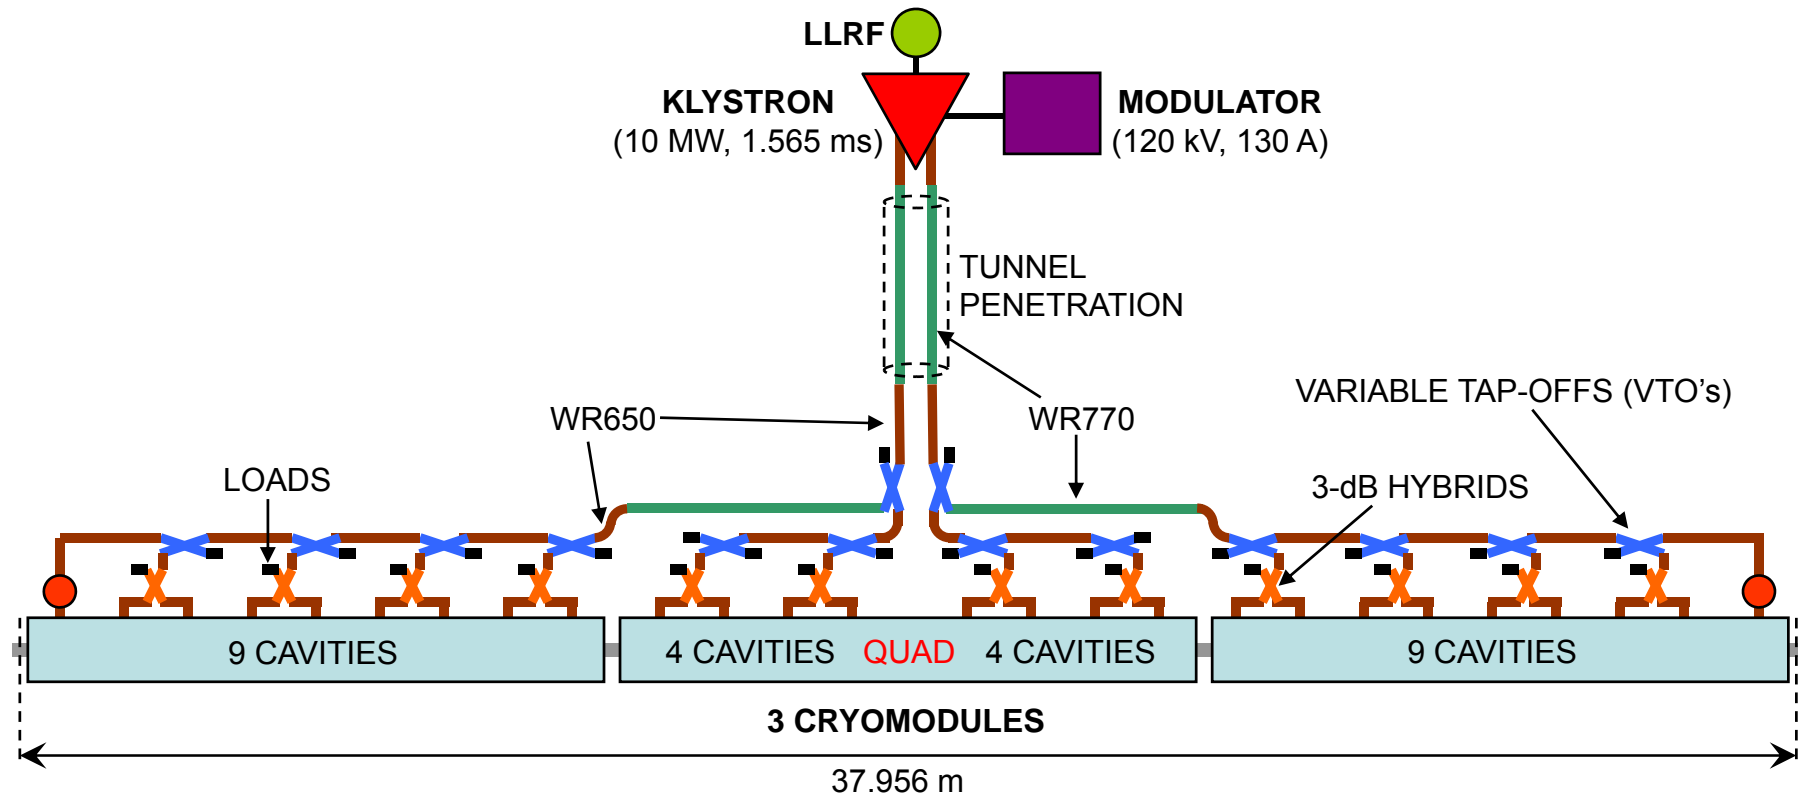 LLRF
KLYSTRON
(10 MW, 1.565 ms)
MODULATOR
(120 kV, 130 A)
TUNNEL
PENETRATION
VARIABLE TAP-OFFS (VTO’s)
WR650
WR770
LOADS
3-dB HYBRIDS
9 CAVITIES
4 CAVITIES QUAD 4 CAVITIES
9 CAVITIES
3 CRYOMODULES
37.956 m